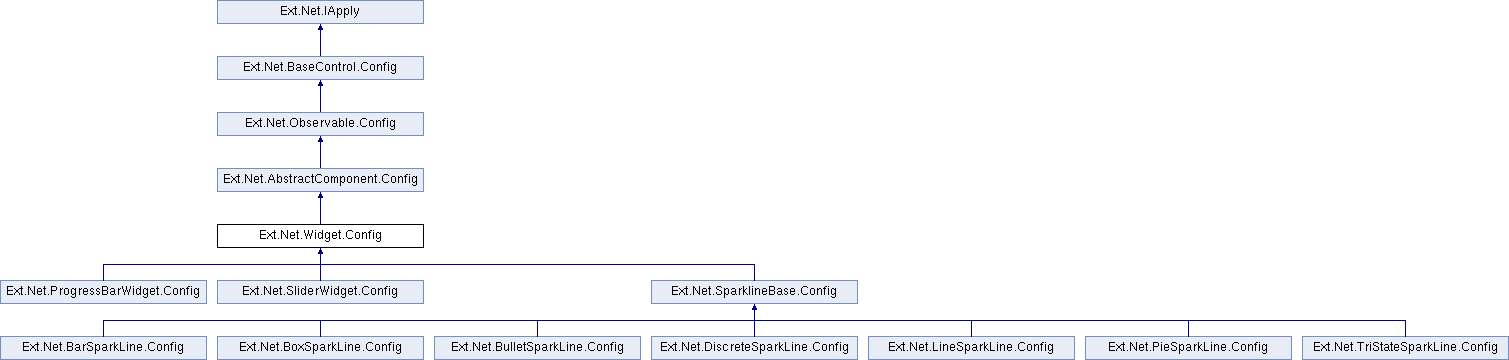 Ext.Net.IApply
Ext.Net.BaseControl.Config
Ext.Net.Observable.Config
Ext.Net.AbstractComponent.Config
Ext.Net.Widget.Config
Ext.Net.ProgressBarWidget.Config
Ext.Net.SliderWidget.Config
Ext.Net.SparklineBase.Config
Ext.Net.BarSparkLine.Config
Ext.Net.BoxSparkLine.Config
Ext.Net.BulletSparkLine.Config
Ext.Net.DiscreteSparkLine.Config
Ext.Net.LineSparkLine.Config
Ext.Net.PieSparkLine.Config
Ext.Net.TriStateSparkLine.Config